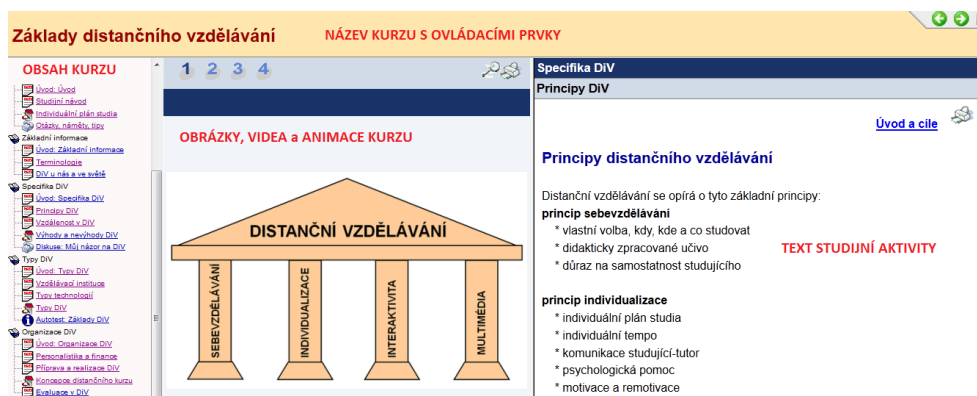 Základy distančního vzdělávání
NÁZEV KURZU S OVLÁDACÍMI PRVKY
OBSAH KURZU
Úvod: Úvod
Studijní návod
Individuální plán studia
Otázky, náměty, tipy
Základní informace
Úvod: Základní informace
Terminologie
DiV u nás a ve světě
Specifika DiV
Úvod: Specifika DiV
Principy DiV
Vzdálenost v DiV
Výhody a nevýhody DiV
Diskuse: Můj názor na DiV
Typy DiV
Úvod: Typy DiV
Vzdělávací instituce
Typy technologií
Typy DiV
Autotest: Základy DiV
Organizace DiV
Úvod: Organizace DiV
Personalistika a finance
Příprava a realizace DiV
Koncepce distančního kurzu
Evaluace v DiV
1 2 3 4
OBRÁZKY, VIDEA a ANIMACE KURZU
DISTANČNÍ VZDĚLÁVÁNÍ
SEBEVZDĚLÁVÁNÍ
INDIVIDUALIZACE
INTERAKTIVITA
MULTIMÉDIA
Specifika DiV
Principy DiV
Úvod a cíle
Principy distančního vzdělávání
Distanční vzdělávání se opírá o tyto základní principy:
princip sebevzdělávání
* vlastní volba, kdy, kde a co studovat
* didakticky zpracované učivo
* důraz na samostatnost studujícího
TEXT STUDIJNÍ AKTIVITY
princip individualizace
* individuální plán studia
* individuální tempo
* komunikace studující-tutor
* psychologická pomoc
* motivace a remotivace